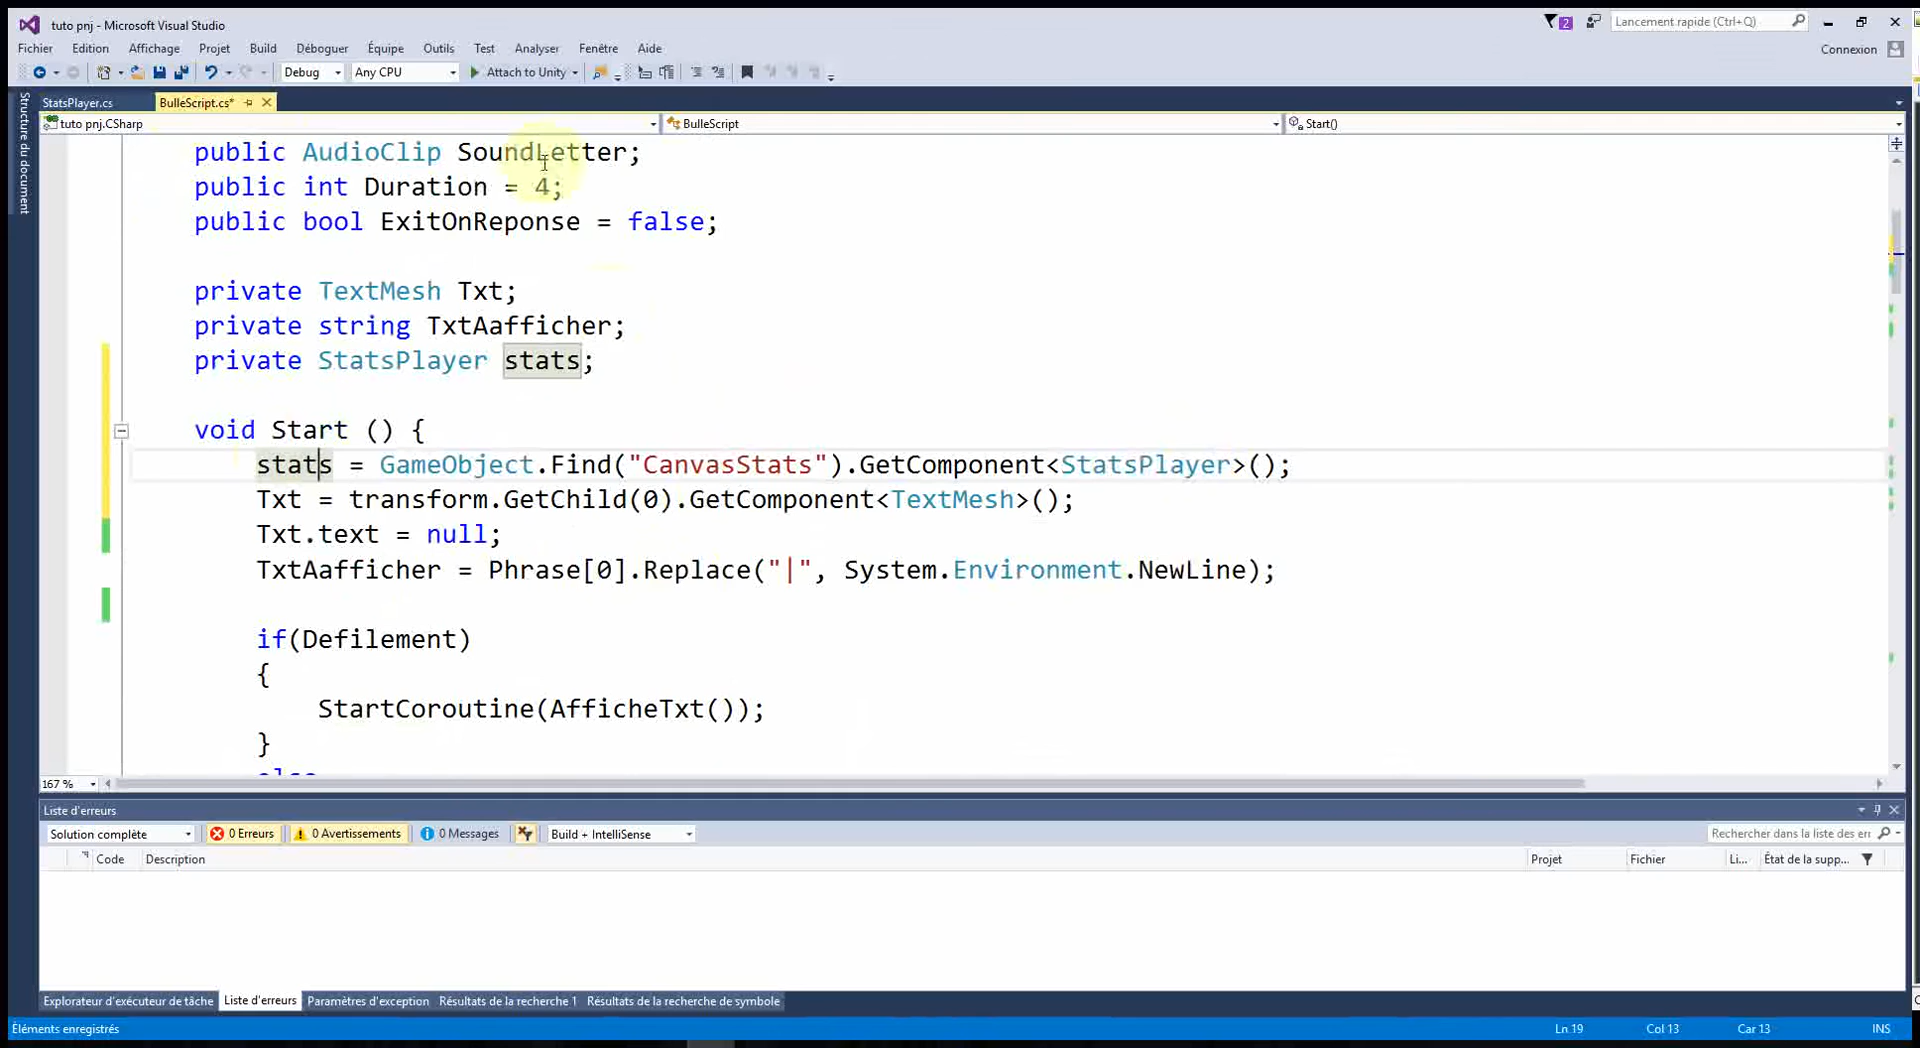 tuto pnj - Microsoft Visual Studio
2
Lancement rapide (Ctrl+Q)
Fichier Edition Affichage Projet Build Déboguer Équipe Outils Test Analyser Fenêtre Aide
Connexion
Debug Any CPU Attach to Unity
Structure du document
StatsPlayer.cs BulleScript.cs*
tuto pnj.CSharp BulleScript Start()
public AudioClip SoundLetter;
public int Duration = 4;
public bool ExitOnReponse = false;
private TextMesh Txt;
private string TxtAafficher;
private StatsPlayer stats;
void Start () {
stats = GameObject.Find("CanvasStats").GetComponent<StatsPlayer>();
Txt = transform.GetChild(0).GetComponent<TextMesh>();
Txt.text = null;
TxtAafficher = Phrase[0].Replace("|", System.Environment.NewLine);
if(Defilement)
{
StartCoroutine(AfficheTxt());
}
else
167 %
Liste d'erreurs
Solution complète 0 Erreurs 0 Avertissements 0 Messages Build + IntelliSense
Rechercher dans la liste des err
Code Description Projet Fichier Li... État de la supp...
Explorateur d'exécuteur de tâche Liste d'erreurs Paramètres d'exception Résultats de la recherche 1 Résultats de la recherche de symbole
Éléments enregistrés Ln 19 Col 13 Car 13 INS